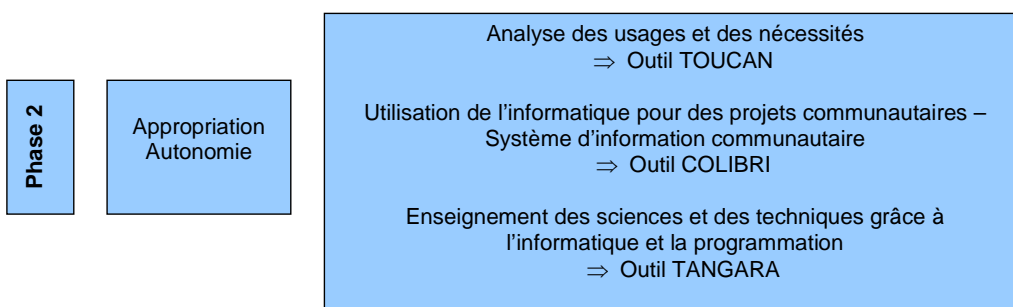 Phase 2
Appropriation
Autonomie
Analyse des usages et des nécessités
⇒ Outil TOUCAN
Utilisation de l’informatique pour des projets communautaires –
Système d’information communautaire
⇒ Outil COLIBRI
Enseignement des sciences et des techniques grâce à
l’informatique et la programmation
⇒ Outil TANGARA